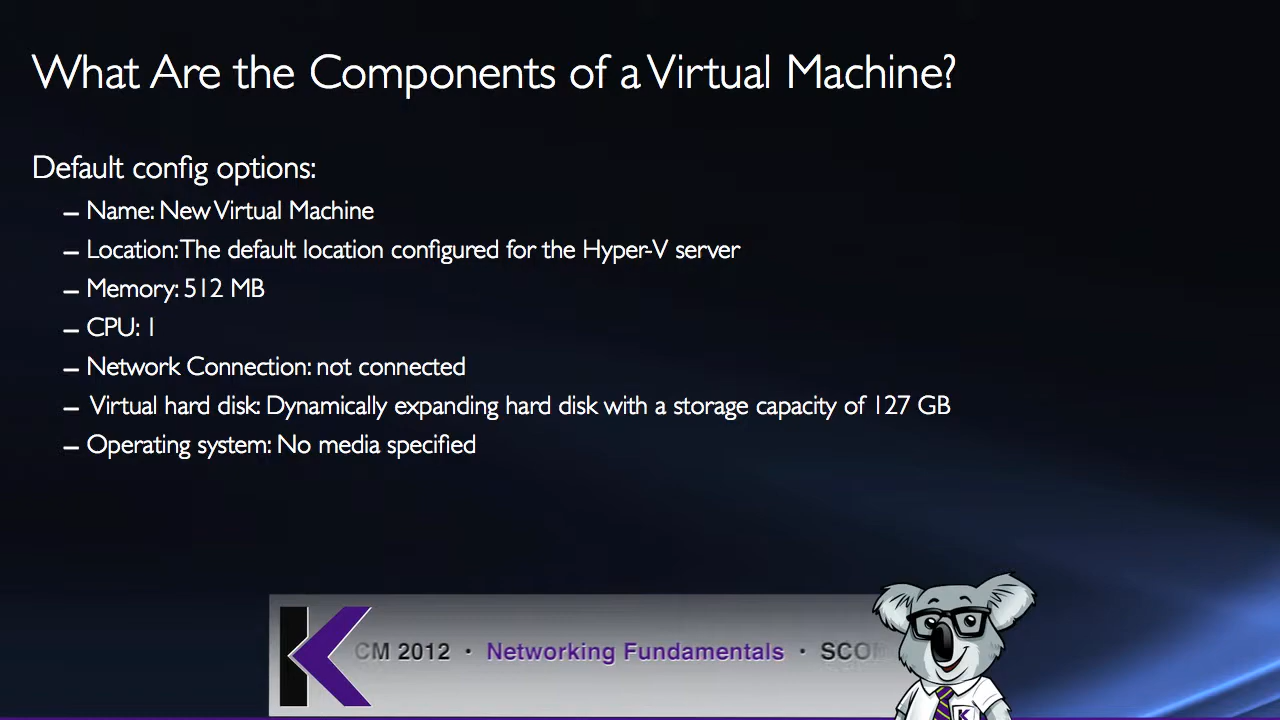 What Are the Components of a Virtual Machine?
Default config options:
– Name: New Virtual Machine
– Location: The default location configured for the Hyper-V server
– Memory: 512 MB
– CPU: 1
– Network Connection: not connected
– Virtual hard disk: Dynamically expanding hard disk with a storage capacity of 127 GB
– Operating system: No media specified
K CM 2012 · Networking Fundamentals · SCO
K